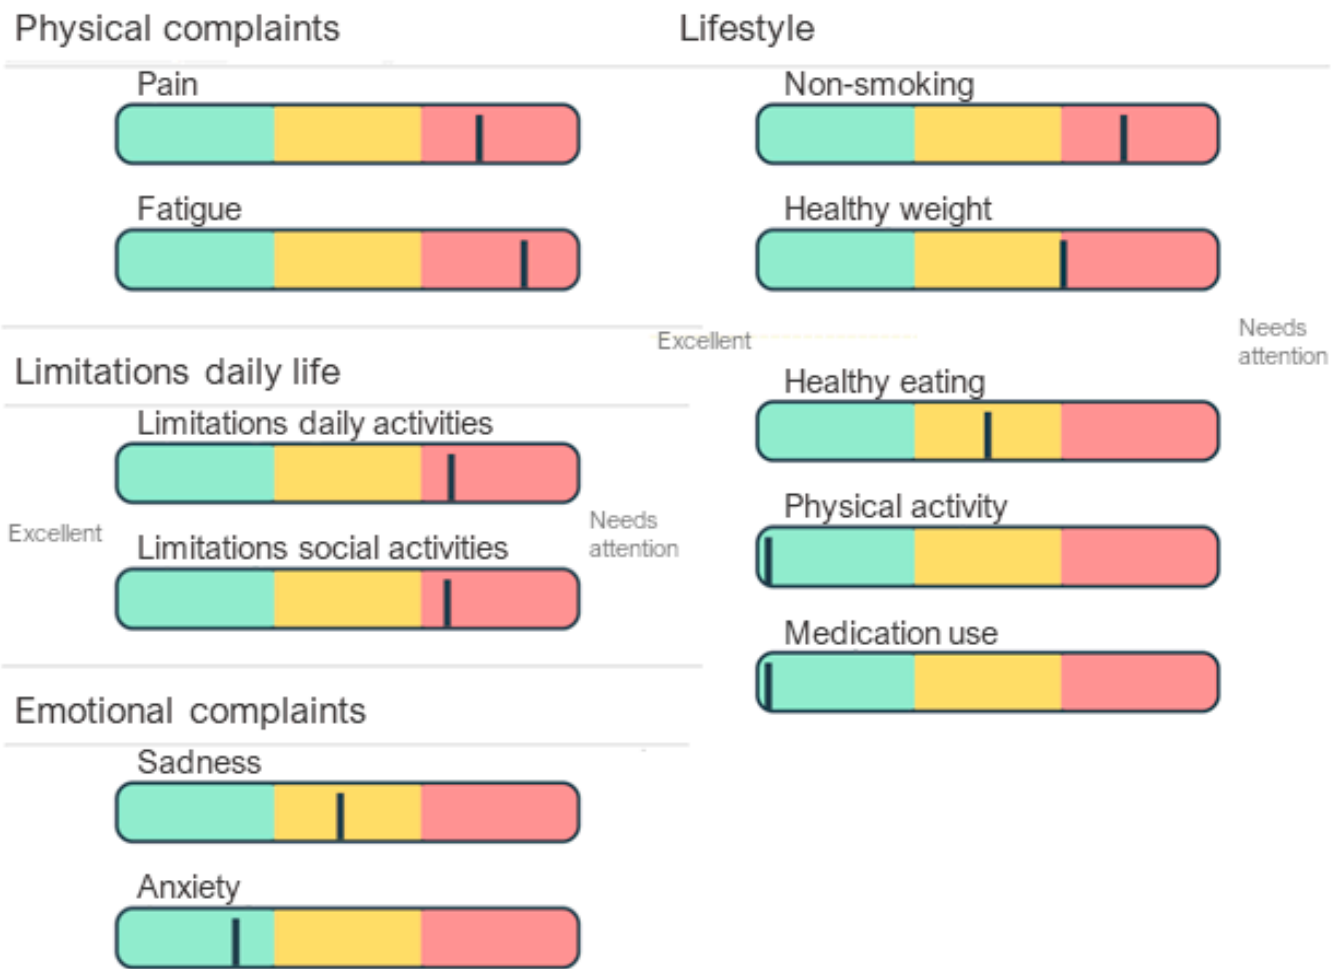 Physical complaints
Pain
Fatigue
Limitations daily life
Limitations daily activities
Excellent
Needs
attention
Limitations social activities
Emotional complaints
Sadness
Anxiety
Lifestyle
Non-smoking
Healthy weight
Excellent
Needs
attention
Healthy eating
Physical activity
Medication use